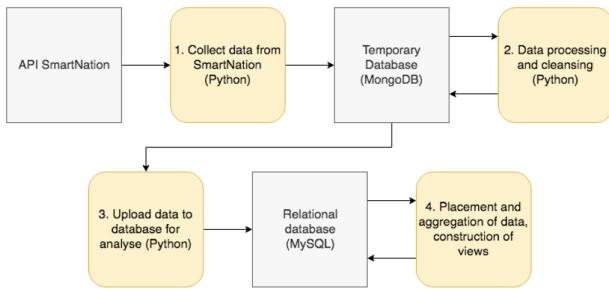 API SmartNation
1. Collect data from
SmartNation
(Python)
Temporary
Database
(MongoDB)
2. Data processing
and cleansing
(Python)
3. Upload data to
database for
analyse (Python)
Relational
database
(MySQL)
4. Placement and
aggregation of data,
construction of
views